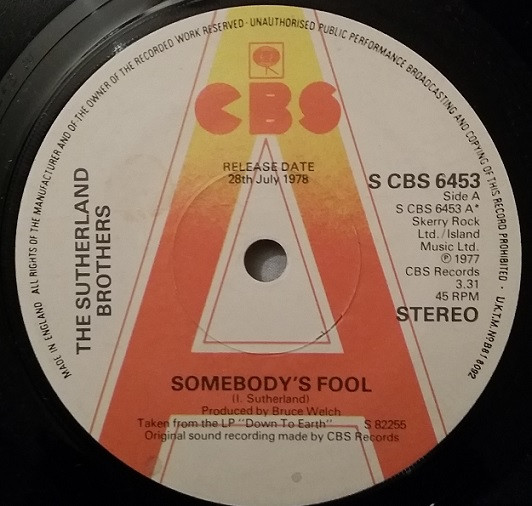 MADE IN ENGLAND ALL RIGHTS OF THE MANUFACTURER AND OF THE OWNER OF THE RECORDED WORK RESERVED · UNAUTHORISED PUBLIC PERFORMANCE BROADCASTING AND COPYING OF THIS RECORD PROHIBITED ·
CBS
RELEASE DATE
28th July 1978
THE SUTHERLAND
BROTHERS
S CBS 6453
Side A
S CBS 6453 A*
Skerry Rock
Ltd./Island
Music Ltd.
℗ 1977
CBS Records
3.31
45 RPM
STEREO
A
SOMEBODY'S FOOL
(I. Sutherland)
Produced by Bruce Welch
Taken from the LP "Down To Earth" S 82255
Original sound recording made by CBS Records